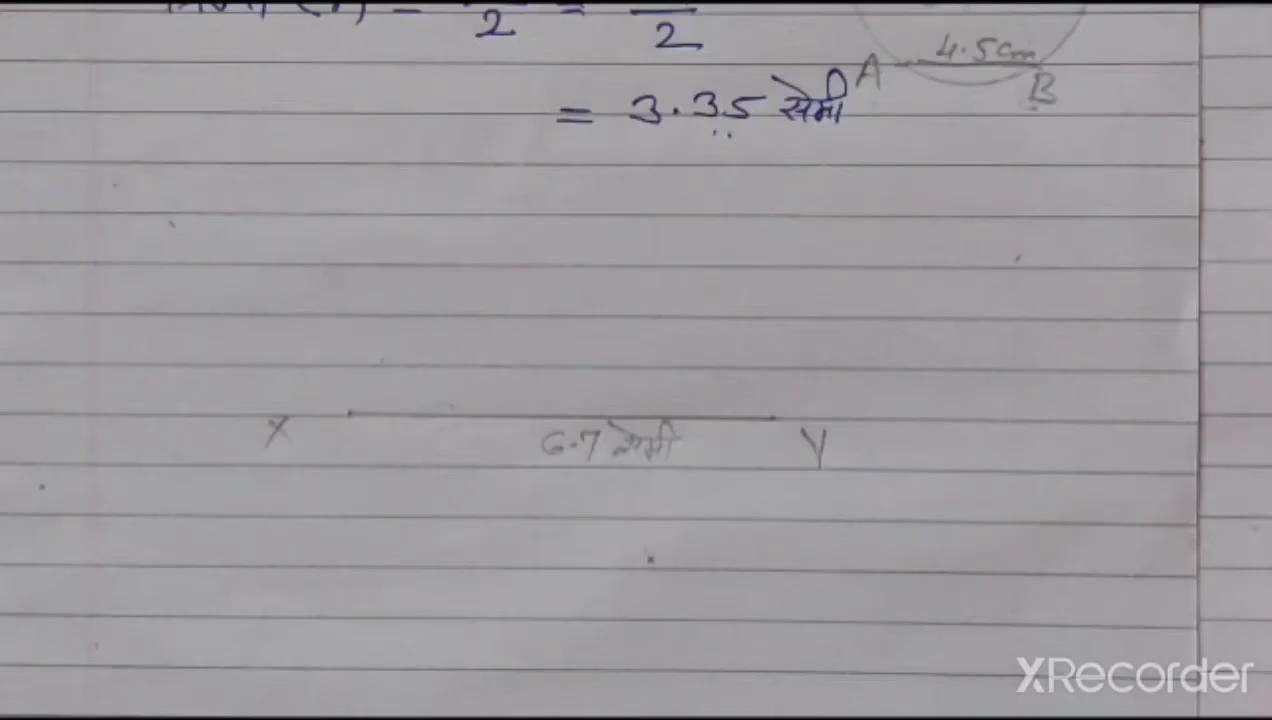 (r) = =
2 2
4.5cm
A B
= 3.35 सेमी
X 6.7 सेमी Y
XRecorder